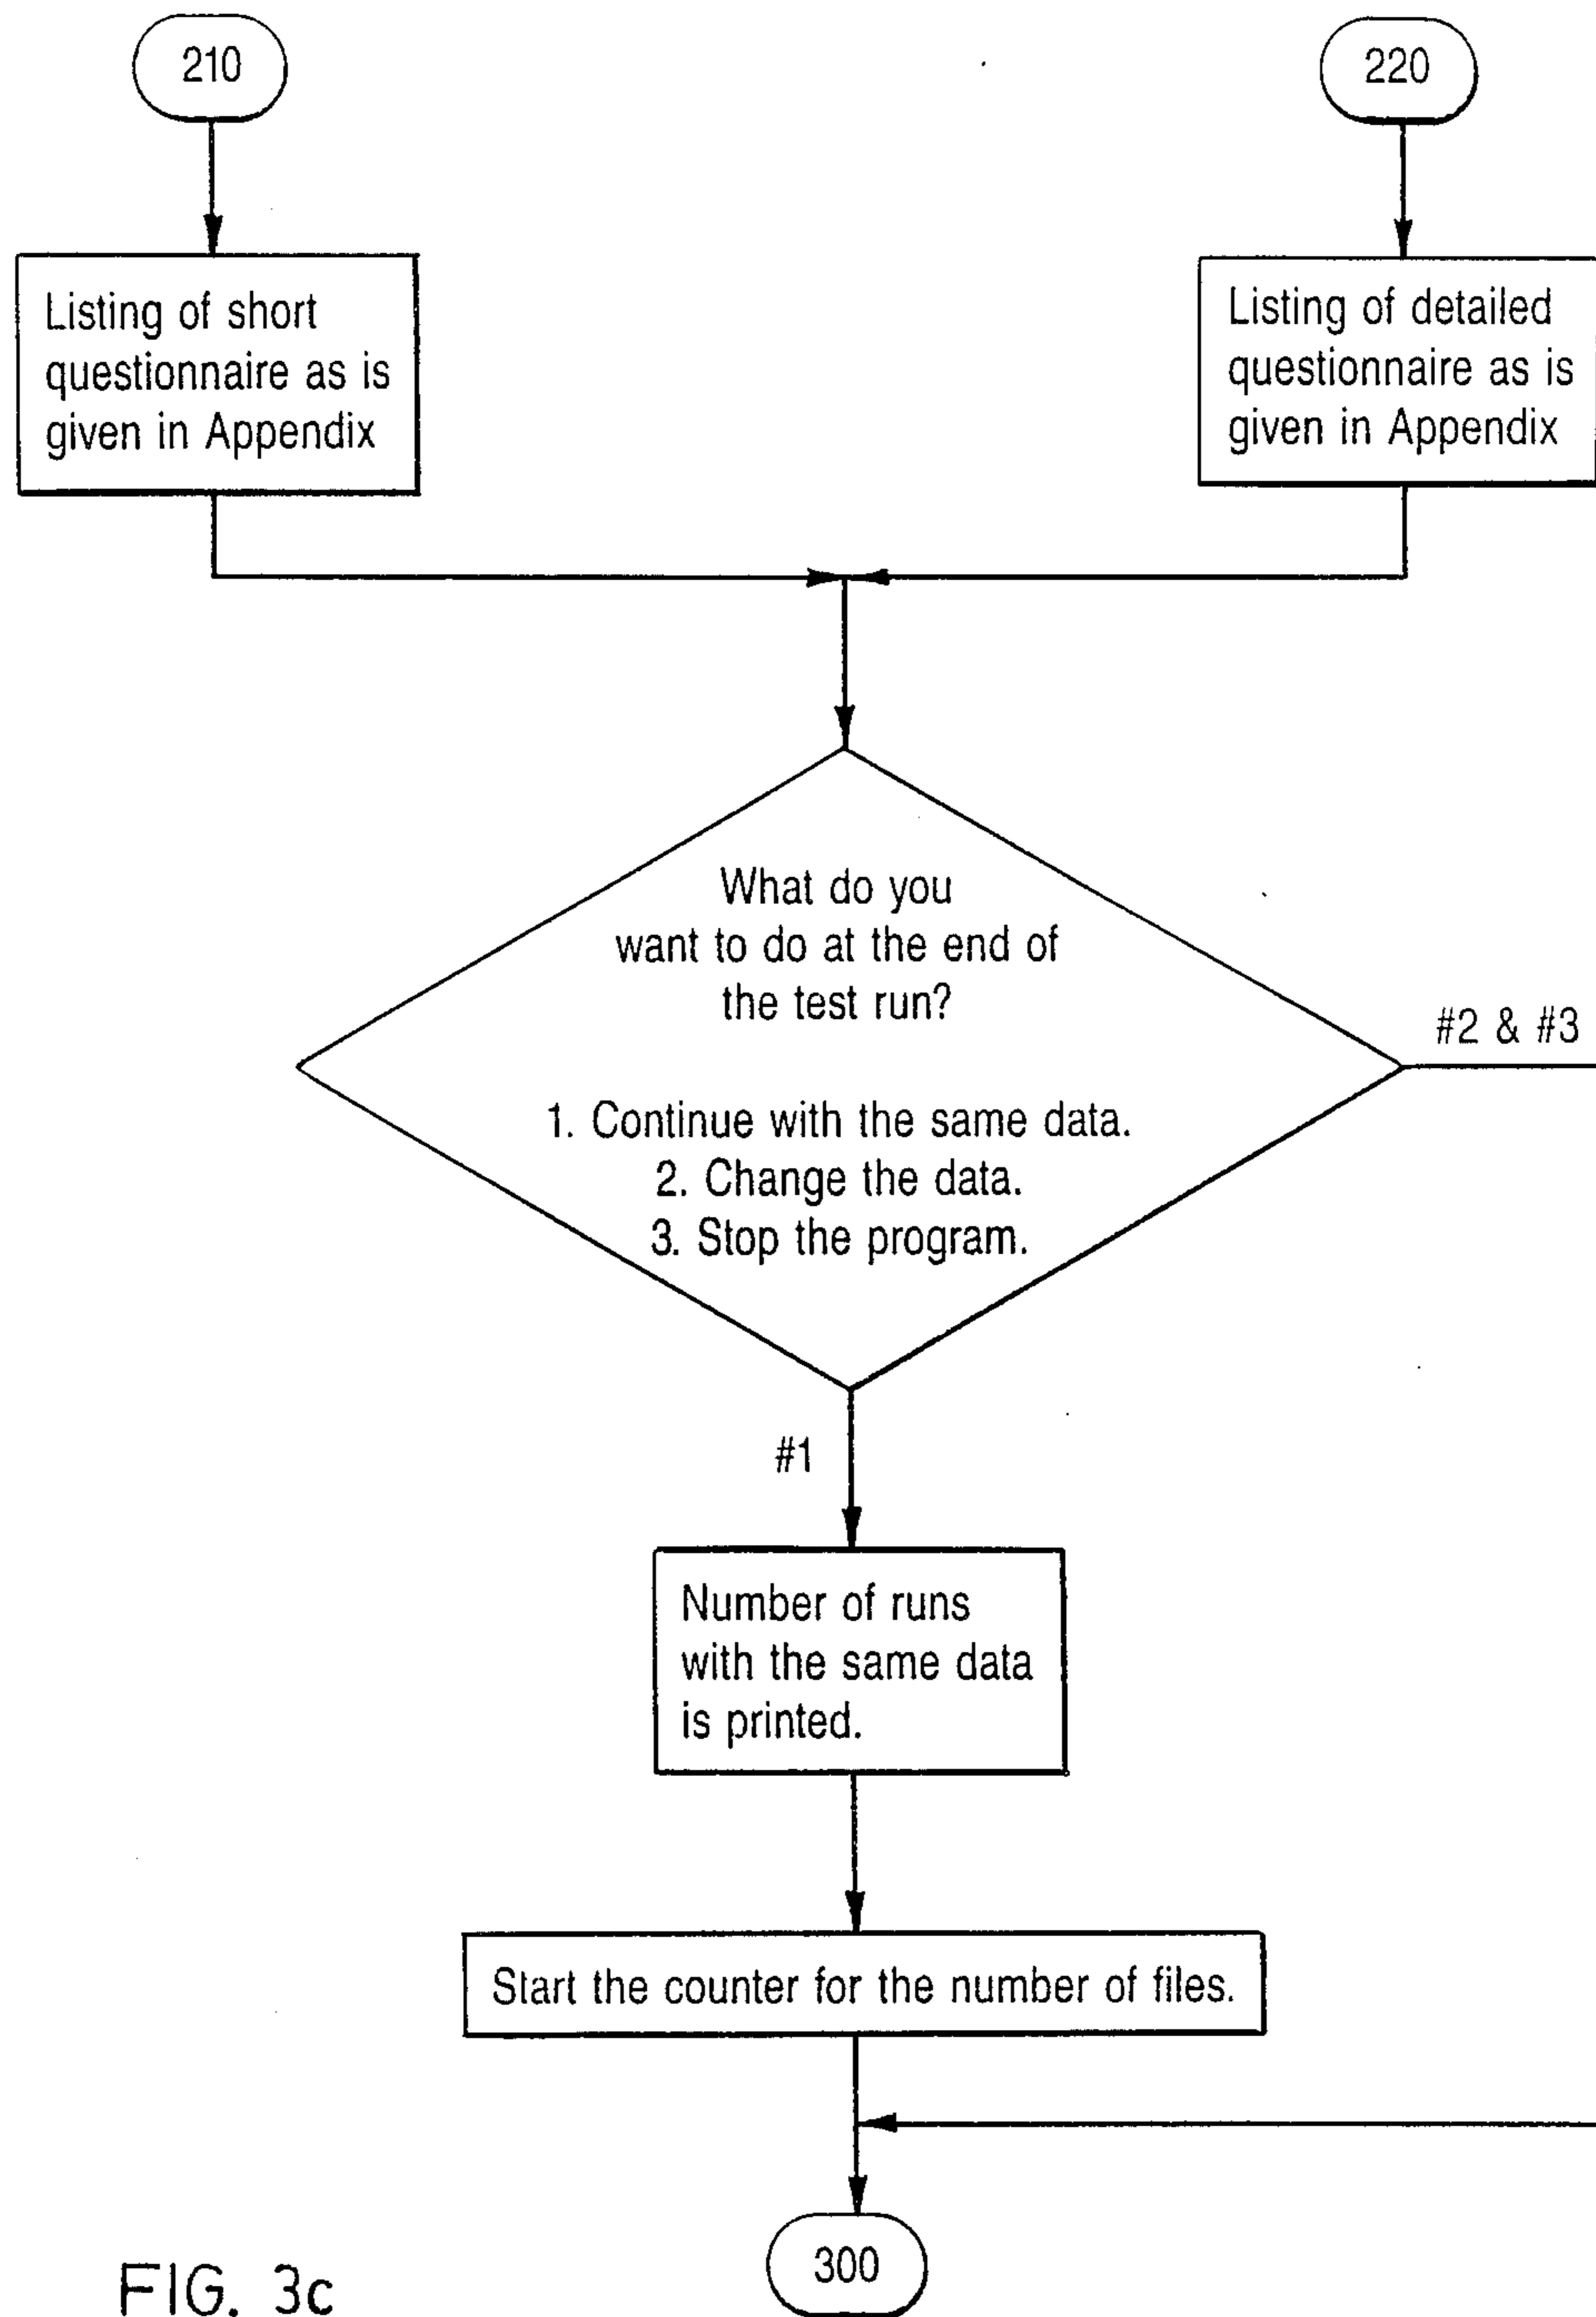 210
220
Listing of short
questionnaire as is
given in Appendix
Listing of detailed
questionnaire as is
given in Appendix
What do you
want to do at the end of
the test run?
1. Continue with the same data.
2. Change the data.
3. Stop the program.
#2 & #3
#1
Number of runs
with the same data
is printed.
Start the counter for the number of files.
300
FIG. 3c